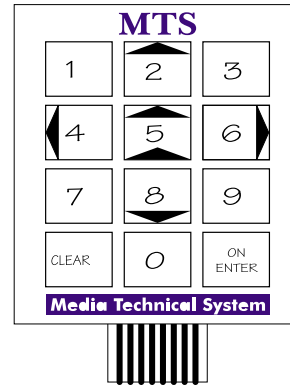 MTS
1 2 3
4 5 6
7 8 9
CLEAR 0 ON ENTER
Media Technical System